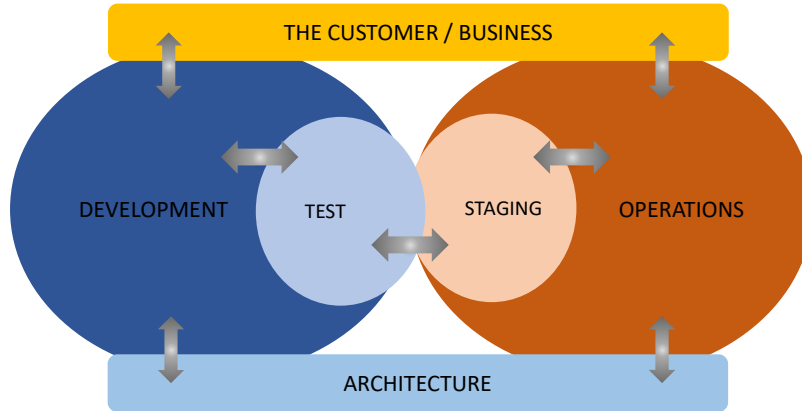 THE CUSTOMER / BUSINESS
DEVELOPMENT
TEST
STAGING
OPERATIONS
ARCHITECTURE